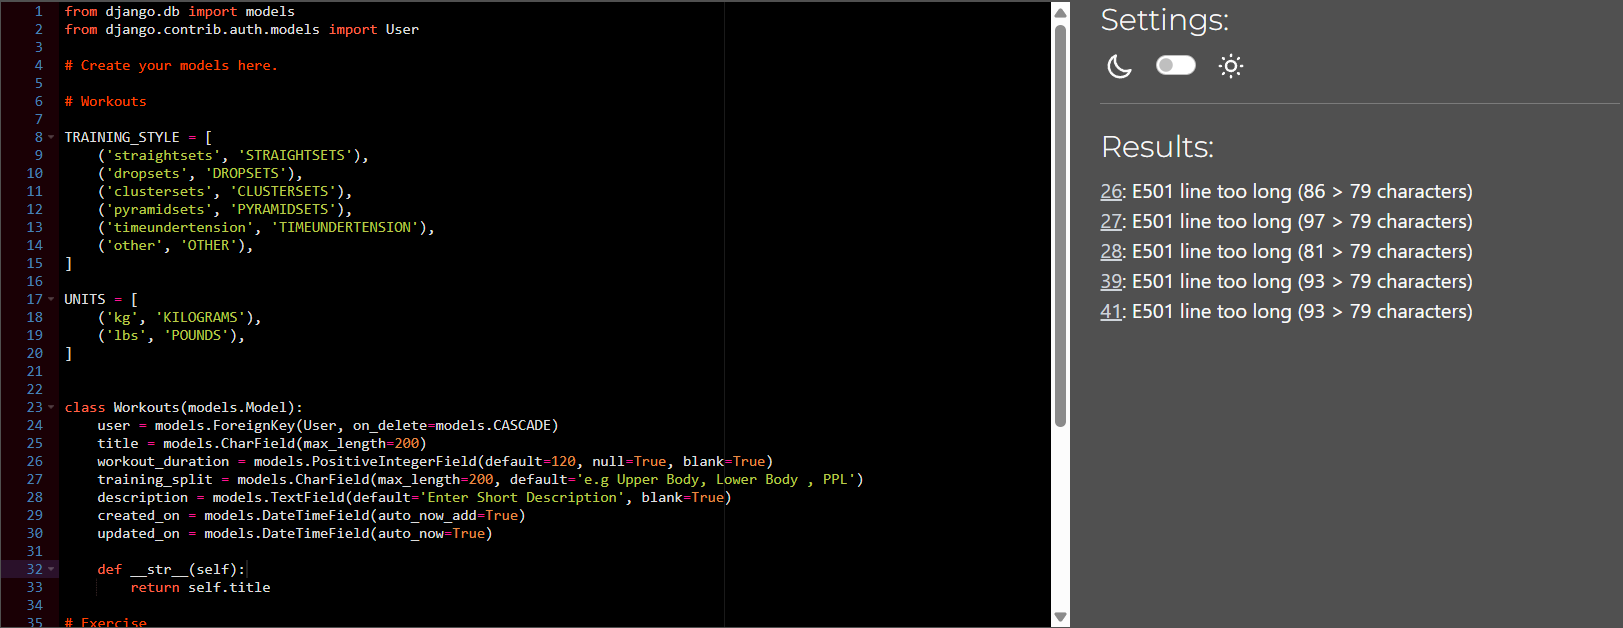 1 from django.db import models
2 from django.contrib.auth.models import User
3
4 # Create your models here.
5
6 # Workouts
7
8 TRAINING_STYLE = [
9     ('straightsets', 'STRAIGHTSETS'),
10     ('dropsets', 'DROPSETS'),
11     ('clustersets', 'CLUSTERSETS'),
12     ('pyramidsets', 'PYRAMIDSETS'),
13     ('timeundertension', 'TIMEUNDERTENSION'),
14     ('other', 'OTHER'),
15 ]
16
17 UNITS = [
18     ('kg', 'KILOGRAMS'),
19     ('lbs', 'POUNDS'),
20 ]
21
22
23 class Workouts(models.Model):
24     user = models.ForeignKey(User, on_delete=models.CASCADE)
25     title = models.CharField(max_length=200)
26     workout_duration = models.PositiveIntegerField(default=120, null=True, blank=True)
27     training_split = models.CharField(max_length=200, default='e.g Upper Body, Lower Body , PPL')
28     description = models.TextField(default='Enter Short Description', blank=True)
29     created_on = models.DateTimeField(auto_now_add=True)
30     updated_on = models.DateTimeField(auto_now=True)
31
32     def __str__(self):
33         return self.title
34
35 # Exercise
Settings:
Results:
26: E501 line too long (86 > 79 characters)
27: E501 line too long (97 > 79 characters)
28: E501 line too long (81 > 79 characters)
39: E501 line too long (93 > 79 characters)
41: E501 line too long (93 > 79 characters)